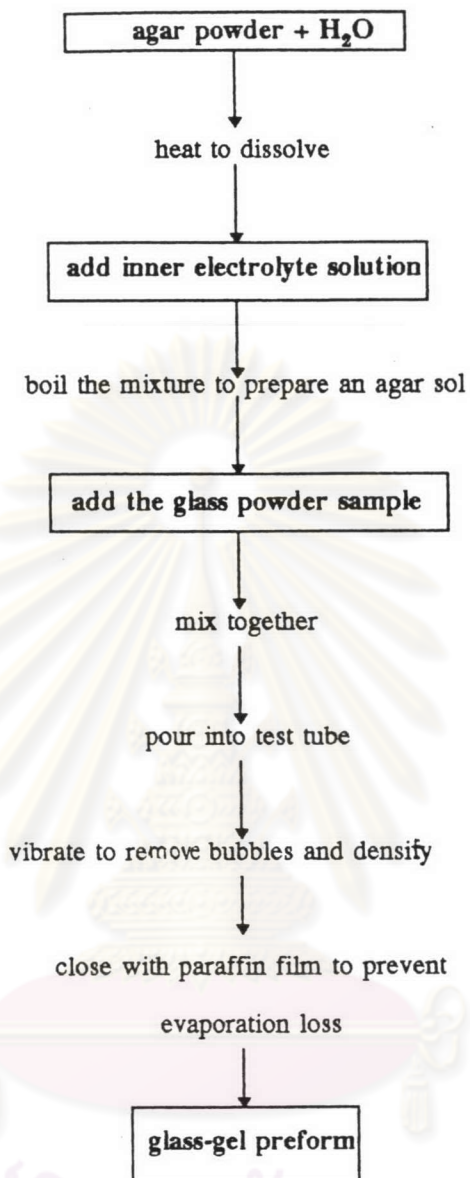 agar powder + H₂O
heat to dissolve
add inner electrolyte solution
boil the mixture to prepare an agar sol
add the glass powder sample
mix together
pour into test tube
vibrate to remove bubbles and densify
close with paraffin film to prevent
evaporation loss
glass-gel preform